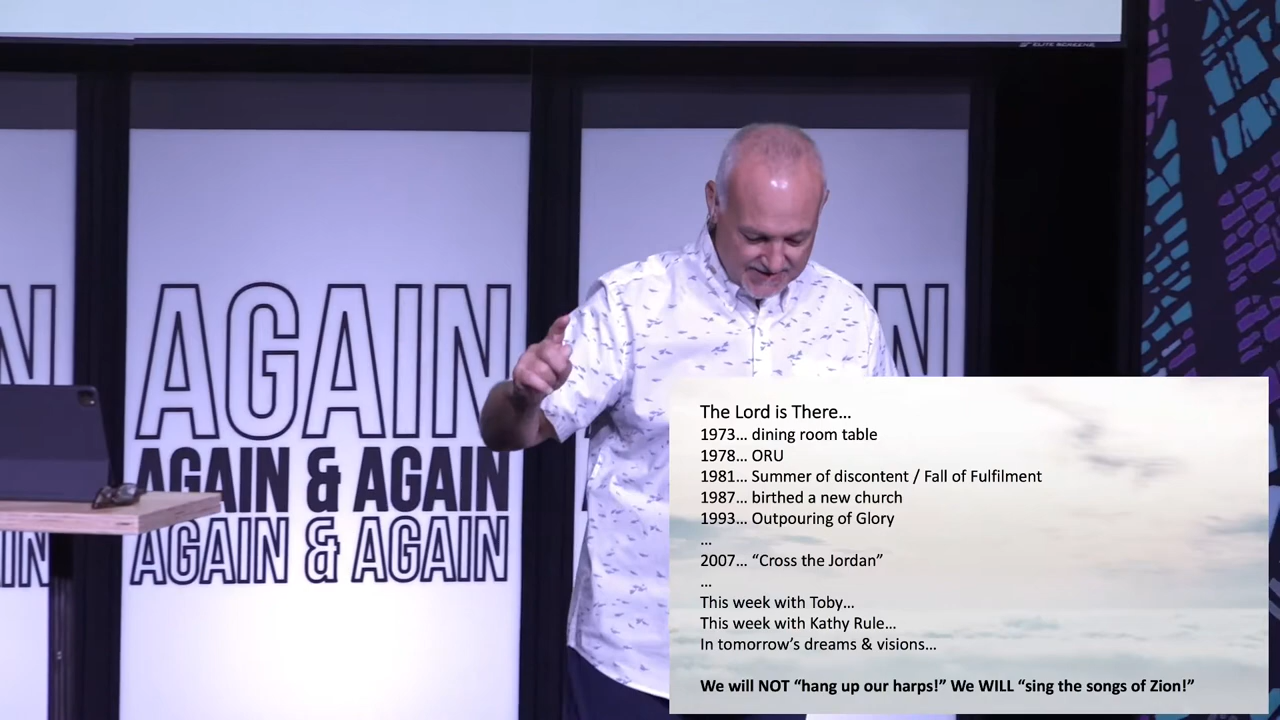 ELITE SCREENS
AGAIN
AGAIN & AGAIN
AGAIN & AGAIN
N
IN
N
The Lord is There...
1973... dining room table
1978... ORU
1981... Summer of discontent / Fall of Fulfilment
1987... birthed a new church
1993... Outpouring of Glory
...
2007... “Cross the Jordan”
...
This week with Toby...
This week with Kathy Rule...
In tomorrow’s dreams & visions...
We will NOT “hang up our harps!” We WILL “sing the songs of Zion!”